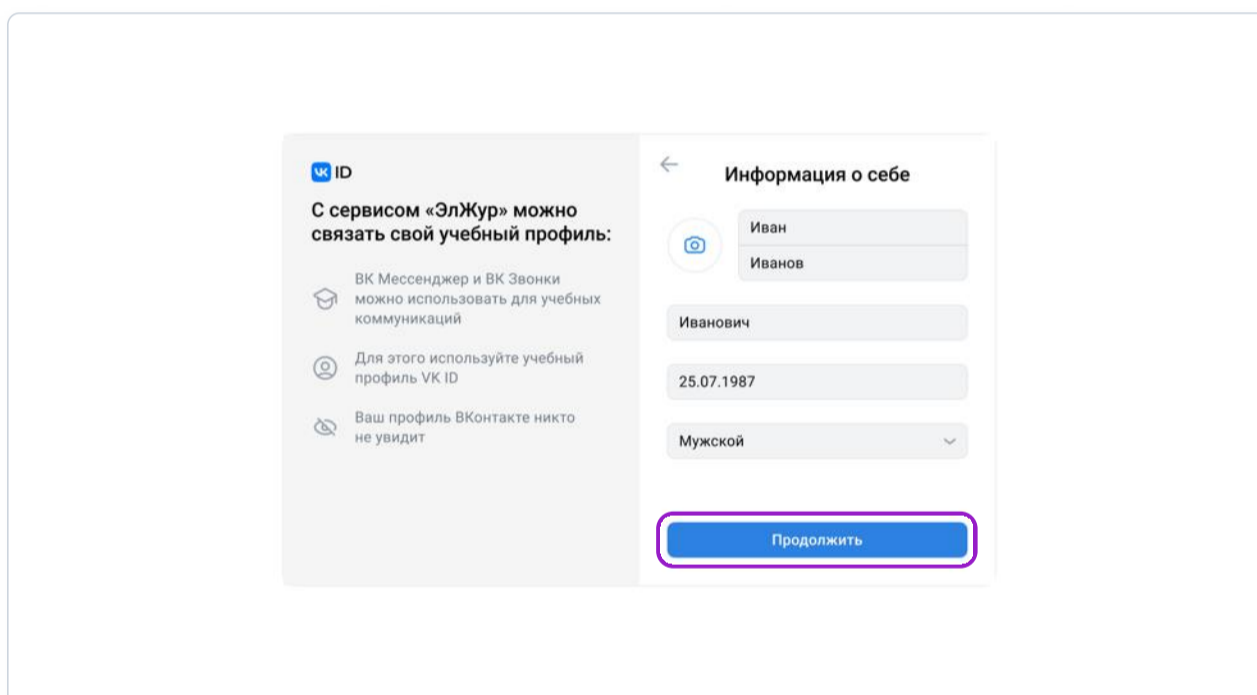 VK ID
С сервисом «ЭлЖур» можно
связать свой учебный профиль:
ВК Мессенджер и ВК Звонки
можно использовать для учебных
коммуникаций
Для этого используйте учебный
профиль VK ID
Ваш профиль ВКонтакте никто
не увидит
Информация о себе
Иван
Иванов
Иванович
25.07.1987
Мужской
Продолжить